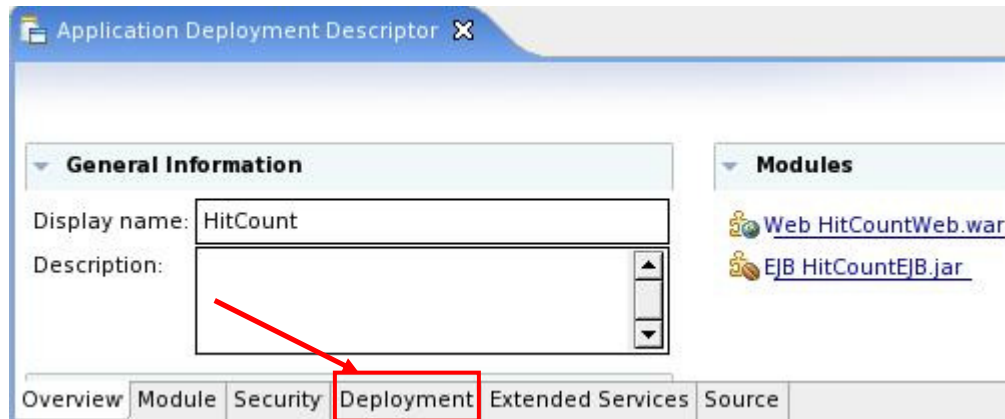 Application Deployment Descriptor
General Information
Display name: HitCount
Description:
Modules
Web HitCountWeb.war
EJB HitCountEJB.jar
Overview Module Security Deployment Extended Services Source